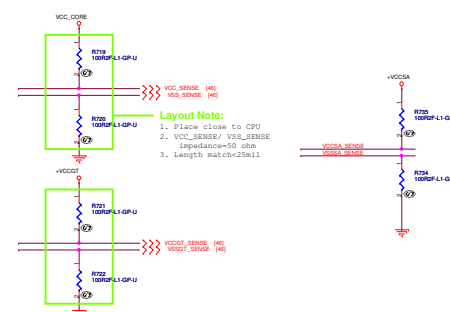 VCC_CORE
R719
100R2F-L1-GP-U
VCC_SENSE [46]
VSS_SENSE [46]
R720
100R2F-L1-GP-U
Layout Note:
1. Place close to CPU
2. VCC_SENSE/ VSS_SENSE
impedance=50 ohm
3. Length match<25mil
+VCCGT
R721
100R2F-L1-GP-U
VCCGT_SENSE [46]
VSSGT_SENSE [46]
R722
100R2F-L1-GP-U
+VCCSA
R735
100R2F-L1-G
VCCSA_SENSE
VSSSA_SENSE
R734
100R2F-L1-G